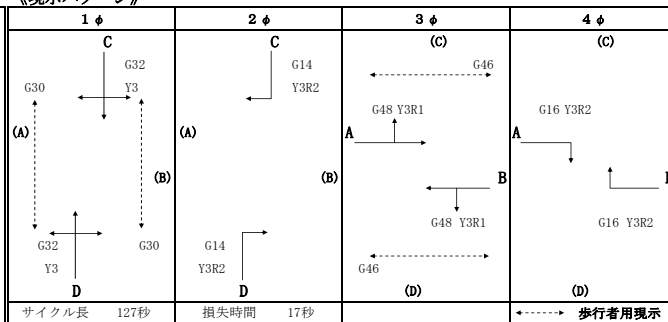 《現示パターン》
1φ 2φ 3φ 4φ
C
G32
Y3
G30
(A)
(B)
G32
Y3
G30
D
C
G14
Y3R2
(A)
(B)
G14
Y3R2
D
(C)
G46
G48 Y3R1
A
B
G48 Y3R1
G46
(D)
(C)
G16 Y3R2
A
G16 Y3R2
(D)
サイクル長 127秒 損失時間 17秒 歩行者用現示